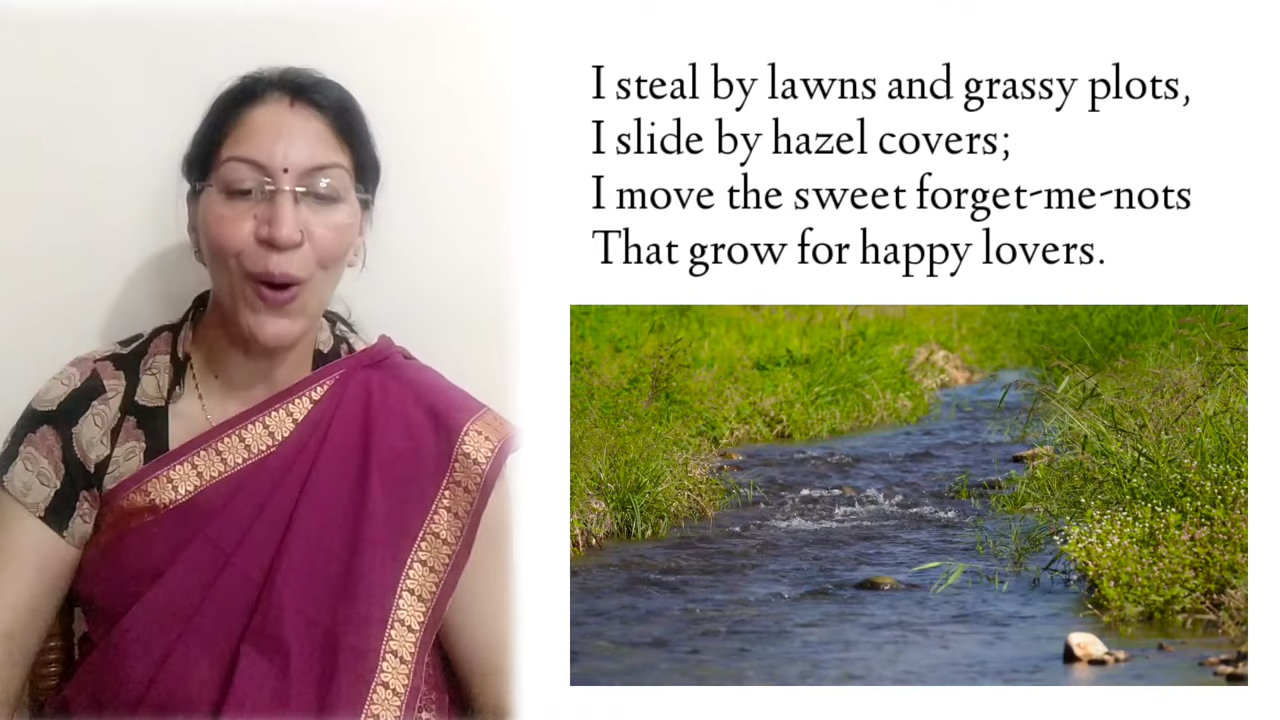 I steal by lawns and grassy plots,
I slide by hazel covers;
I move the sweet forget-me-nots
That grow for happy lovers.